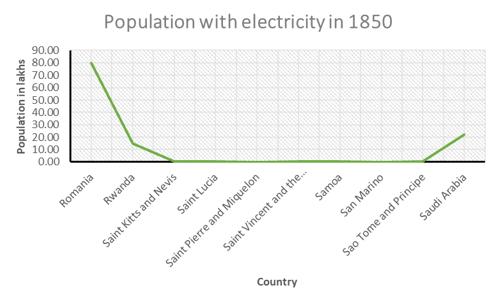 Population with electricity in 1850
Population in lakhs
90.00
80.00
70.00
60.00
50.00
40.00
30.00
20.00
10.00
0.00
Romania
Rwanda
Saint Kitts and Nevis
Saint Lucia
Saint Pierre and Miquelon
Saint Vincent and the...
Samoa
San Marino
Sao Tome and Principe
Saudi Arabia
Country